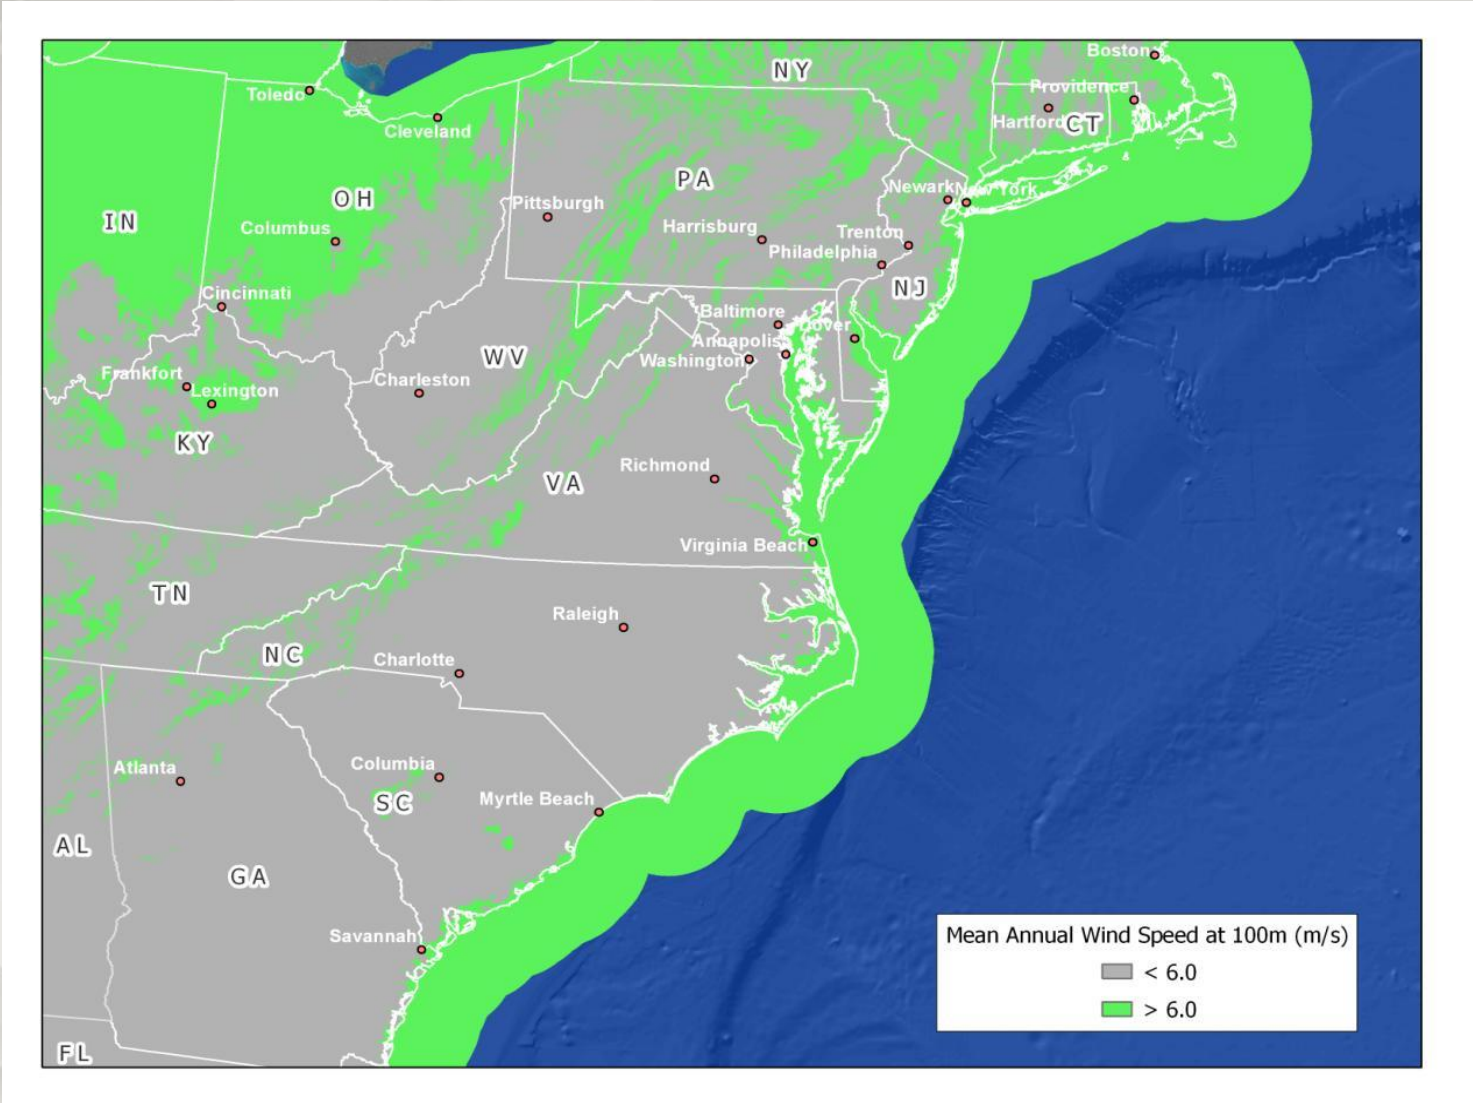 Boston
NY
Toledo
Providence
Cleveland
Hartford
CT
PA
Newark
New York
OH
Pittsburgh
IN
Columbus
Harrisburg
Trenton
Philadelphia
NJ
Cincinnati
Baltimore
Dover
Annapolis
WV
Washington
Frankfort
Charleston
Lexington
KY
Richmond
VA
Virginia Beach
TN
Raleigh
NC
Charlotte
Atlanta
Columbia
SC
Myrtle Beach
AL
GA
Savannah
FL
Mean Annual Wind Speed at 100m (m/s)
< 6.0
> 6.0